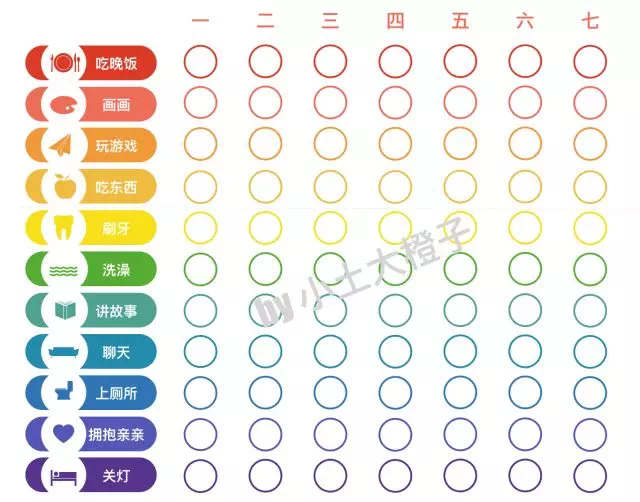 一 二 三 四 五 六 七
吃晚饭
画画
玩游戏
吃东西
刷牙
洗澡
讲故事
聊天
上厕所
拥抱亲亲
关灯
by小土大橙子